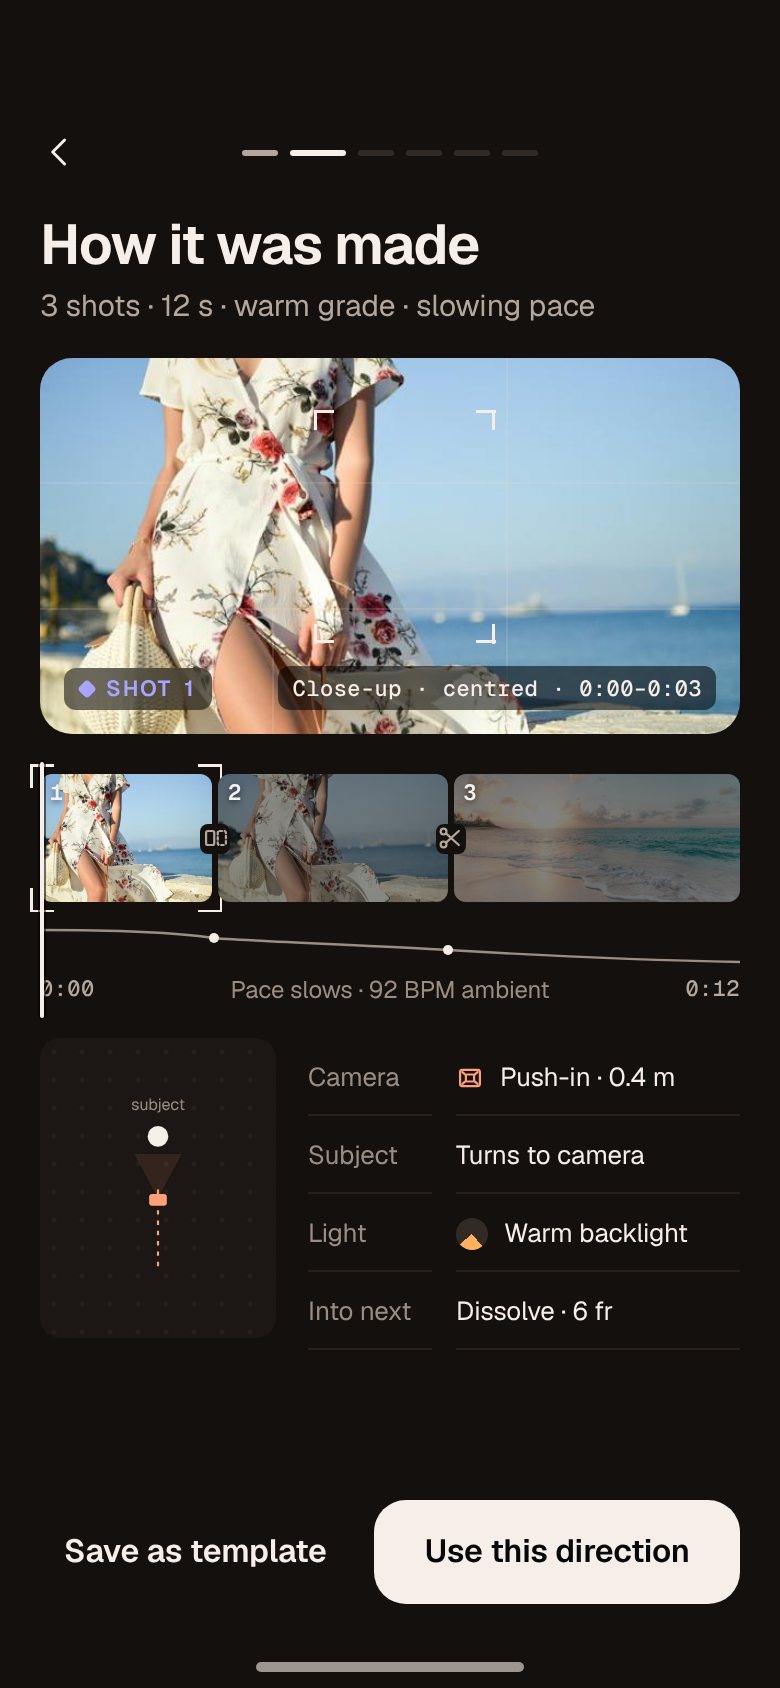 How it was made
3 shots · 12 s · warm grade · slowing pace
SHOT 1
Close-up · centred · 0:00–0:03
1
2
3
0:00
Pace slows · 92 BPM ambient
0:12
subject
Camera
Push-in · 0.4 m
Subject
Turns to camera
Light
Warm backlight
Into next
Dissolve · 6 fr
Save as template
Use this direction